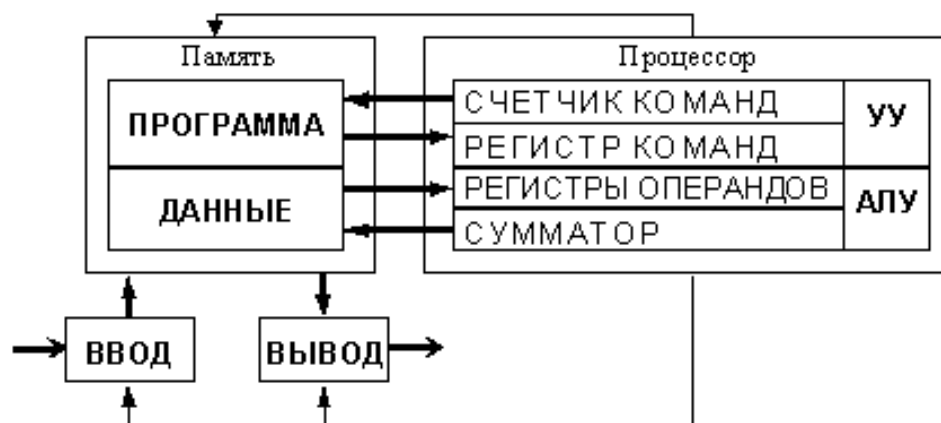 Память
Процессор
ПРОГРАММА
СЧЕТЧИК КОМАНД
УУ
РЕГИСТР КОМАНД
ДАННЫЕ
РЕГИСТРЫ ОПЕРАНДОВ
АЛУ
СУММАТОР
ВВОД
ВЫВОД